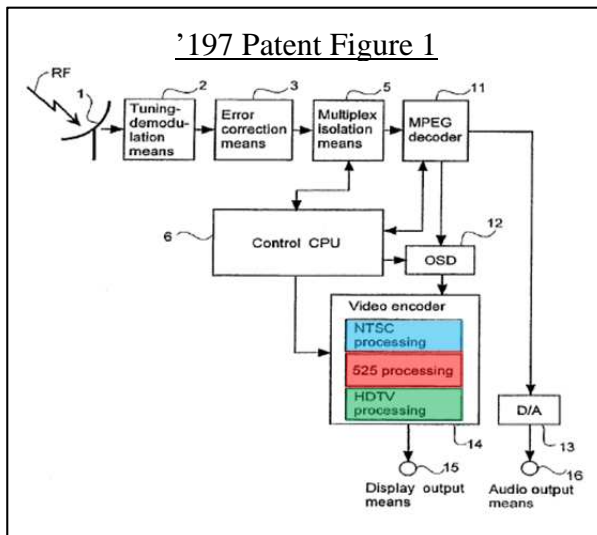 ’197 Patent Figure 1
RF
1
2
3
5
11
Tuning-
demodu-
lation
means
Error
correction
means
Multiplex
isolation
means
MPEG
decoder
6
Control CPU
12
OSD
Video encoder
NTSC
processing
525 processing
HDTV
processing
14
D/A
13
15
16
Display output
means
Audio output
means